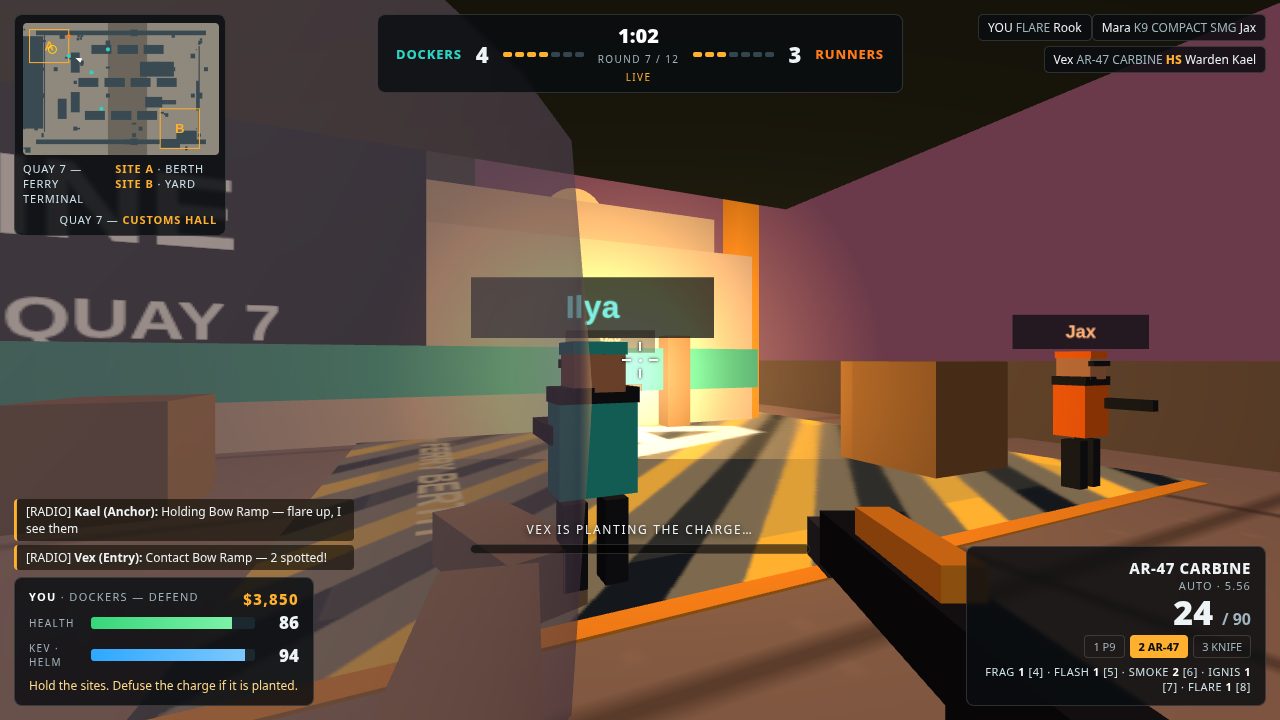 DOCKERS 4
1:02
ROUND 7 / 12
LIVE
3 RUNNERS
YOU FLARE Rook
Mara K9 COMPACT SMG Jax
Vex AR-47 CARBINE HS Warden Kael
A
B
QUAY 7 — FERRY TERMINAL
SITE A · BERTH
SITE B · YARD
QUAY 7 — CUSTOMS HALL
NE
QUAY 7
Ilya
Jax
FERRY BERT
VEX IS PLANTING THE CHARGE…
[RADIO] Kael (Anchor): Holding Bow Ramp — flare up, I
see them
[RADIO] Vex (Entry): Contact Bow Ramp — 2 spotted!
YOU · DOCKERS — DEFEND $3,850
HEALTH 86
KEV · HELM 94
Hold the sites. Defuse the charge if it is planted.
AR-47 CARBINE
AUTO · 5.56
24 / 90
1 P9 2 AR-47 3 KNIFE
FRAG 1 [4] · FLASH 1 [5] · SMOKE 2 [6] · IGNIS 1
[7] · FLARE 1 [8]